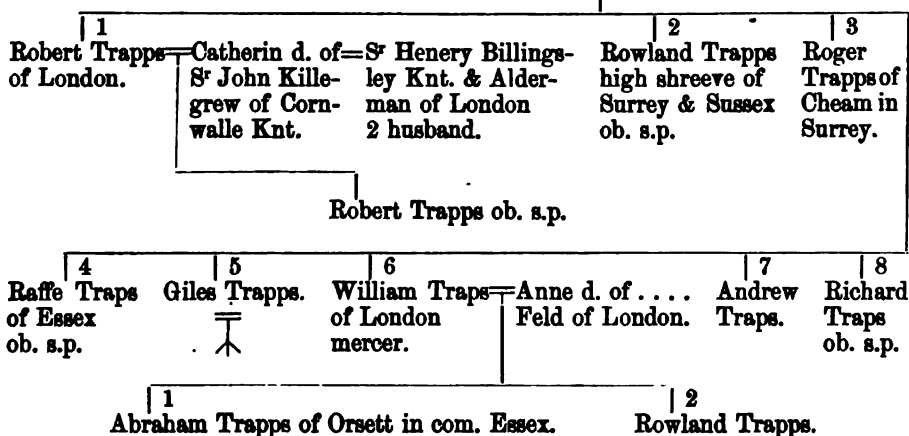 1 2 3
Robert Trapps=Catherin d. of=Sr Henery Billings- Rowland Trapps Roger
of London. Sr John Kille- ley Knt. & Alder- high shreeve of Trapps of
grew of Corn- man of London Surrey & Sussex Cheam in
walle Knt. 2 husband. ob. s.p. Surrey.
Robert Trapps ob. s.p.
4 5 6 7 8
Raffe Traps Giles Trapps. William Traps=Anne d. of .... Andrew Richard
of Essex of London Feld of London. Traps. Traps
ob. s.p. mercer. ob. s.p.
1 2
Abraham Trapps of Orsett in com. Essex. Rowland Trapps.